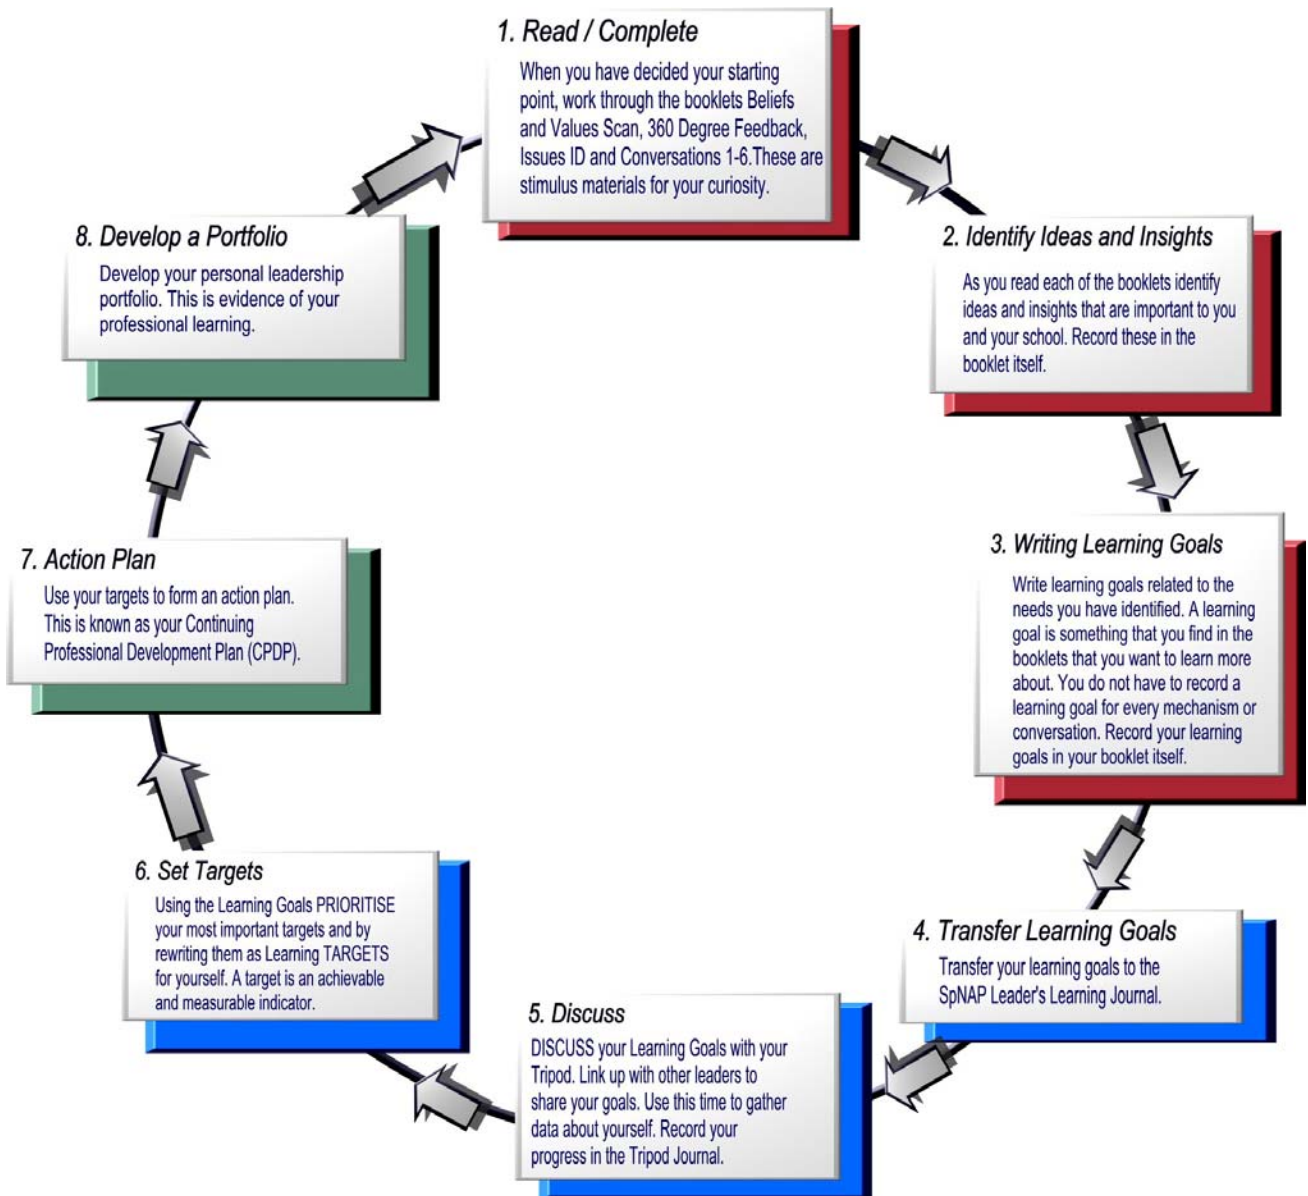 1. Read / Complete
When you have decided your starting
point, work through the booklets Beliefs
and Values Scan, 360 Degree Feedback,
Issues ID and Conversations 1-6.These are
stimulus materials for your curiosity.
2. Identify Ideas and Insights
As you read each of the booklets identify
ideas and insights that are important to you
and your school. Record these in the
booklet itself.
3. Writing Learning Goals
Write learning goals related to the
needs you have identified. A learning
goal is something that you find in the
booklets that you want to learn more
about. You do not have to record a
learning goal for every mechanism or
conversation. Record your learning
goals in your booklet itself.
4. Transfer Learning Goals
Transfer your learning goals to the
SpNAP Leader's Learning Journal.
5. Discuss
DISCUSS your Learning Goals with your
Tripod. Link up with other leaders to
share your goals. Use this time to gather
data about yourself. Record your
progress in the Tripod Journal.
6. Set Targets
Using the Learning Goals PRIORITISE
your most important targets and by
rewriting them as Learning TARGETS
for yourself. A target is an achievable
and measurable indicator.
7. Action Plan
Use your targets to form an action plan.
This is known as your Continuing
Professional Development Plan (CPDP).
8. Develop a Portfolio
Develop your personal leadership
portfolio. This is evidence of your
professional learning.